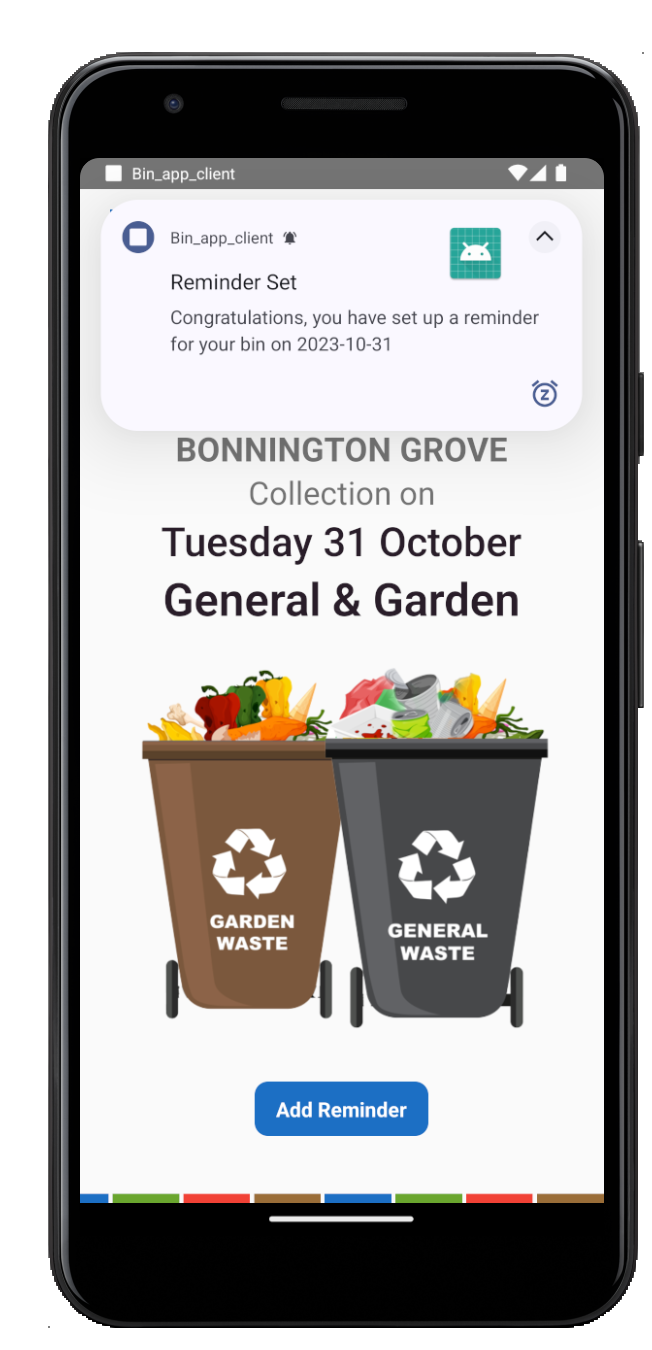 Bin_app_client
Bin_app_client
Reminder Set
Congratulations, you have set up a reminder
for your bin on 2023-10-31
BONNINGTON GROVE
Collection on
Tuesday 31 October
General & Garden
GARDEN
WASTE
GENERAL
WASTE
Add Reminder